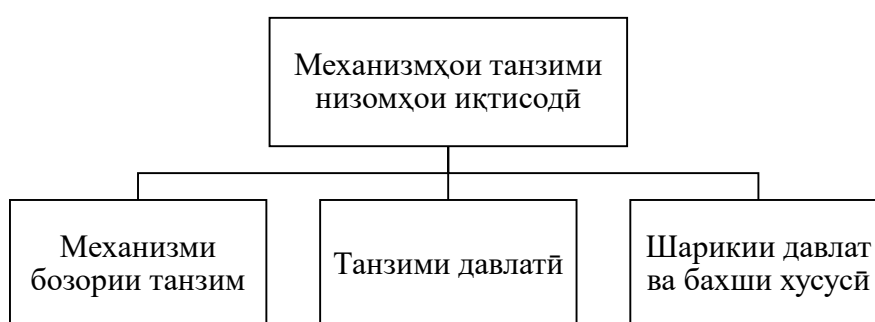 Механизмҳои танзими
низомҳои иқтисодӣ
Механизми
бозории танзим
Танзими давлатӣ
Шарикии давлат
ва бахши хусусӣ